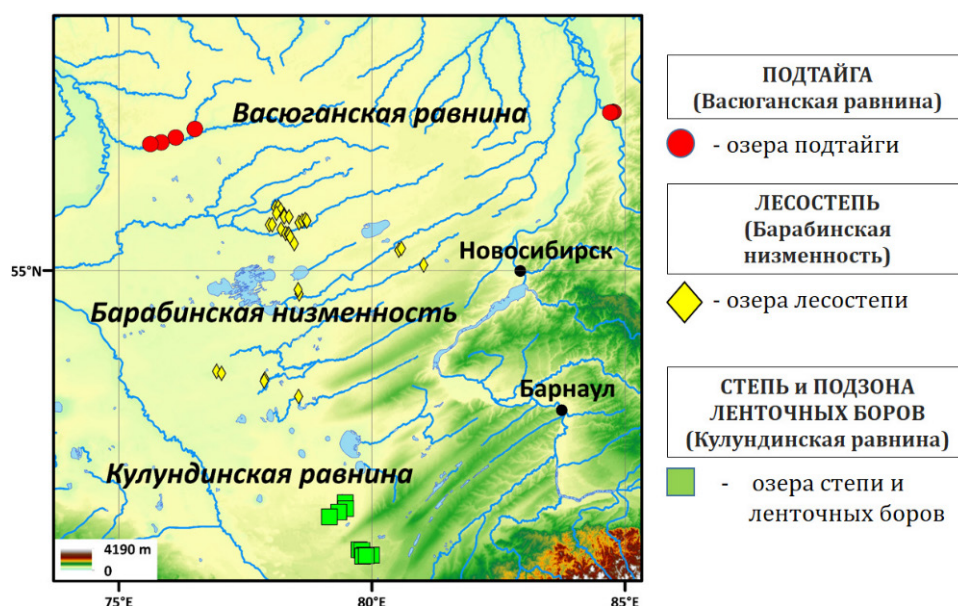 Васюганская равнина
Новосибирск
55°N
Барабинская низменность
Барнаул
Кулундинская равнина
4190 m
0
75°E
80°E
85°E
ПОДТАЙГА
(Васюганская равнина)
- озера подтайги
ЛЕСОСТЕПЬ
(Барабинская
низменность)
- озера лесостепи
СТЕПЬ и ПОДЗОНА
ЛЕНТОЧНЫХ БОРОВ
(Кулундинская равнина)
- озера степи и
ленточных боров